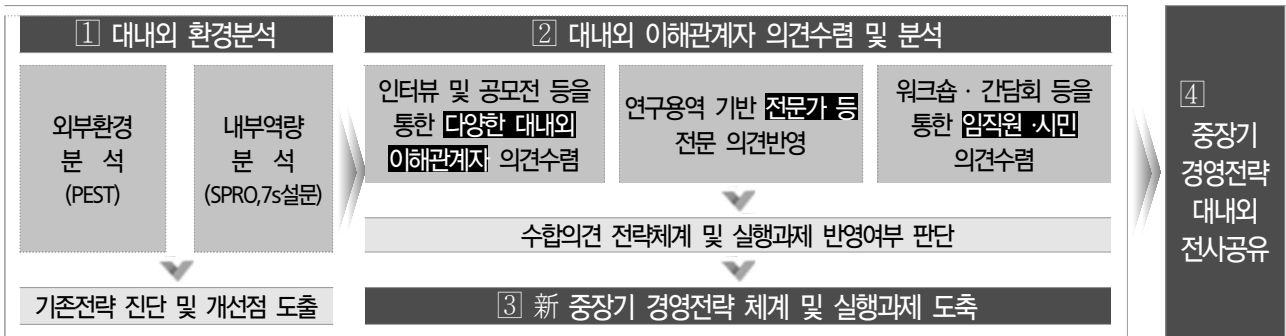 1 대내외 환경분석
외부환경
분 석
(PEST)
내부역량
분 석
(SPRO,7s설문)
기존전략 진단 및 개선점 도출
2 대내외 이해관계자 의견수렴 및 분석
인터뷰 및 공모전 등을
통한 다양한 대내외
이해관계자 의견수렴
연구용역 기반 전문가 등
전문 의견반영
워크숍 · 간담회 등을
통한 임직원 ·시민
의견수렴
수합의견 전략체계 및 실행과제 반영여부 판단
3 新 중장기 경영전략 체계 및 실행과제 도축
4
중장기
경영전략
대내외
전사공유